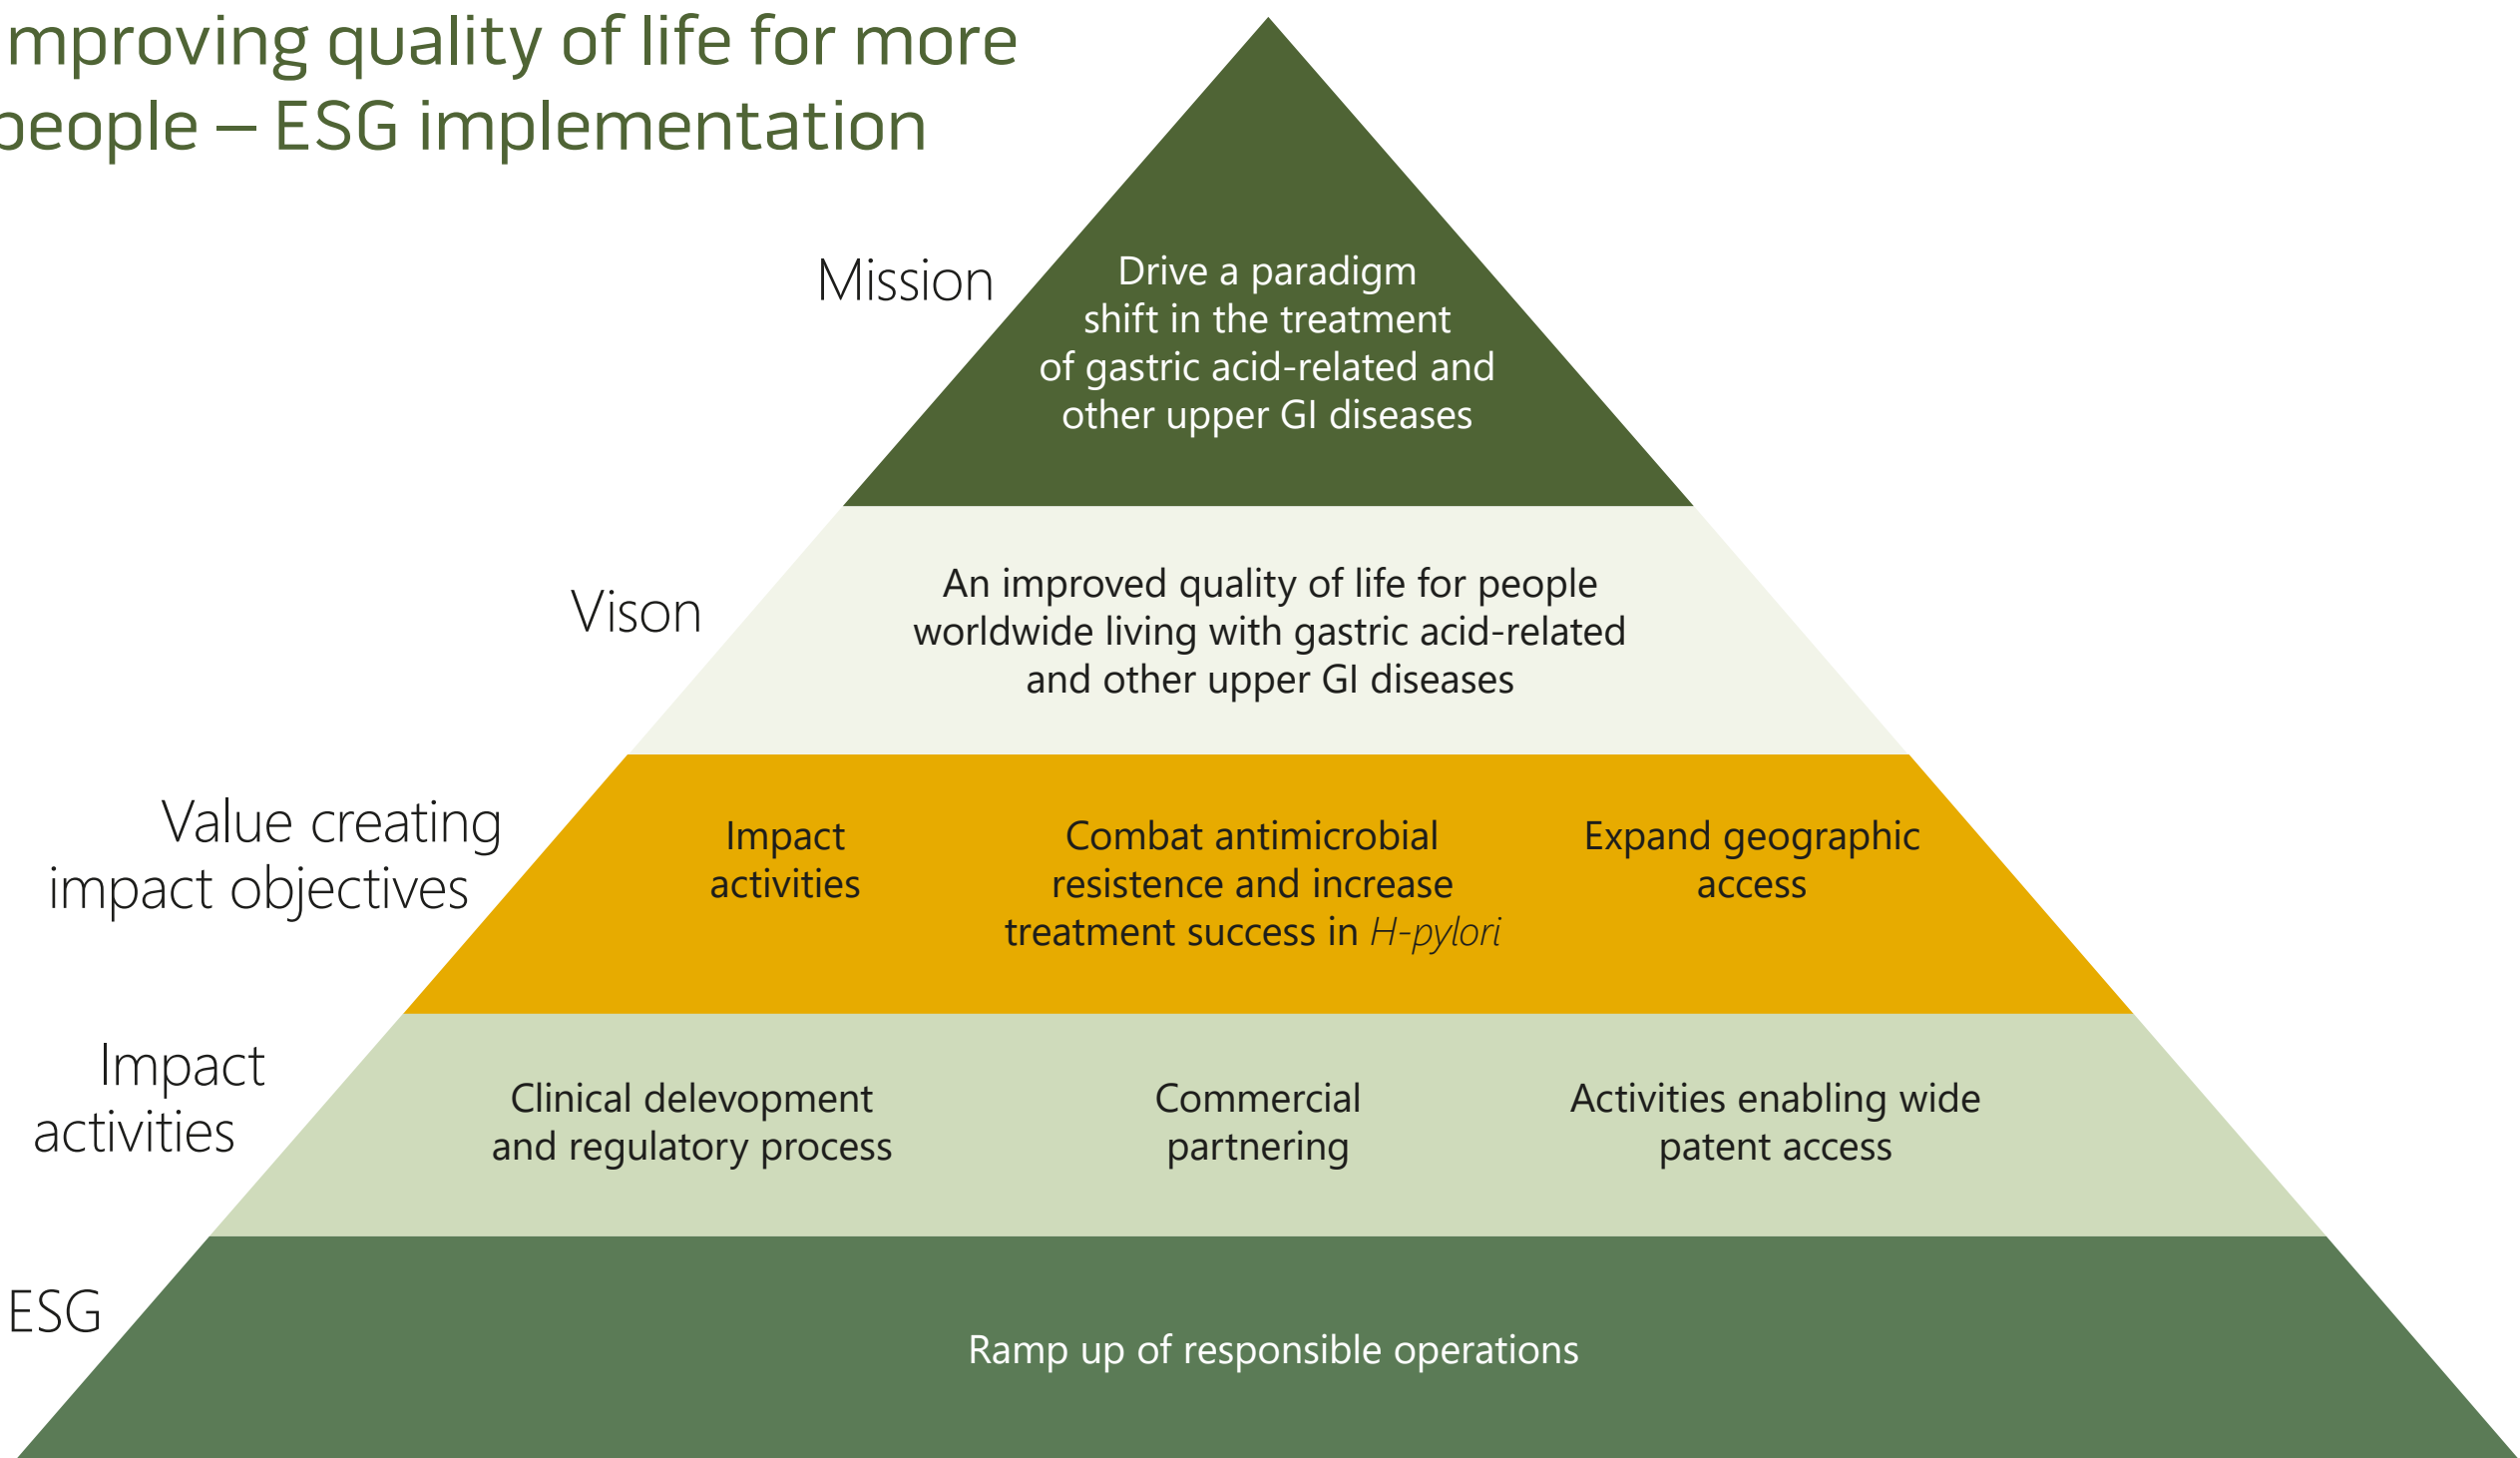 mproving quality of life for more
people – ESG implementation
Mission
Drive a paradigm
shift in the treatment
of gastric acid-related and
other upper GI diseases
Vison
An improved quality of life for people
worldwide living with gastric acid-related
and other upper GI diseases
Value creating
impact objectives
Impact
activities
Combat antimicrobial
resistence and increase
treatment success in H-pylori
Expand geographic
access
Impact
activities
Clinical delevopment
and regulatory process
Commercial
partnering
Activities enabling wide
patent access
ESG
Ramp up of responsible operations